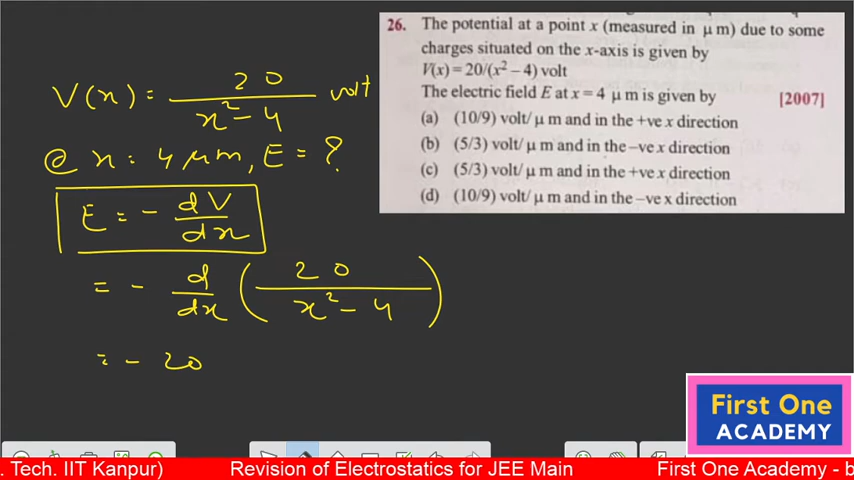 V(x) = 20 / x² - 4 volt
@ x = 4 μm, E = ?
E = - dV/dx
= - d/dx ( 20 / x² - 4 )
= - 20
26. The potential at a point x (measured in μ m) due to some
charges situated on the x-axis is given by
V(x) = 20/(x² – 4) volt
The electric field E at x = 4 μ m is given by [2007]
(a) (10/9) volt/ μ m and in the +ve x direction
(b) (5/3) volt/ μ m and in the –ve x direction
(c) (5/3) volt/ μ m and in the +ve x direction
(d) (10/9) volt/ μ m and in the –ve x direction
First One
ACADEMY
. Tech. IIT Kanpur) Revision of Electrostatics for JEE Main First One Academy - b